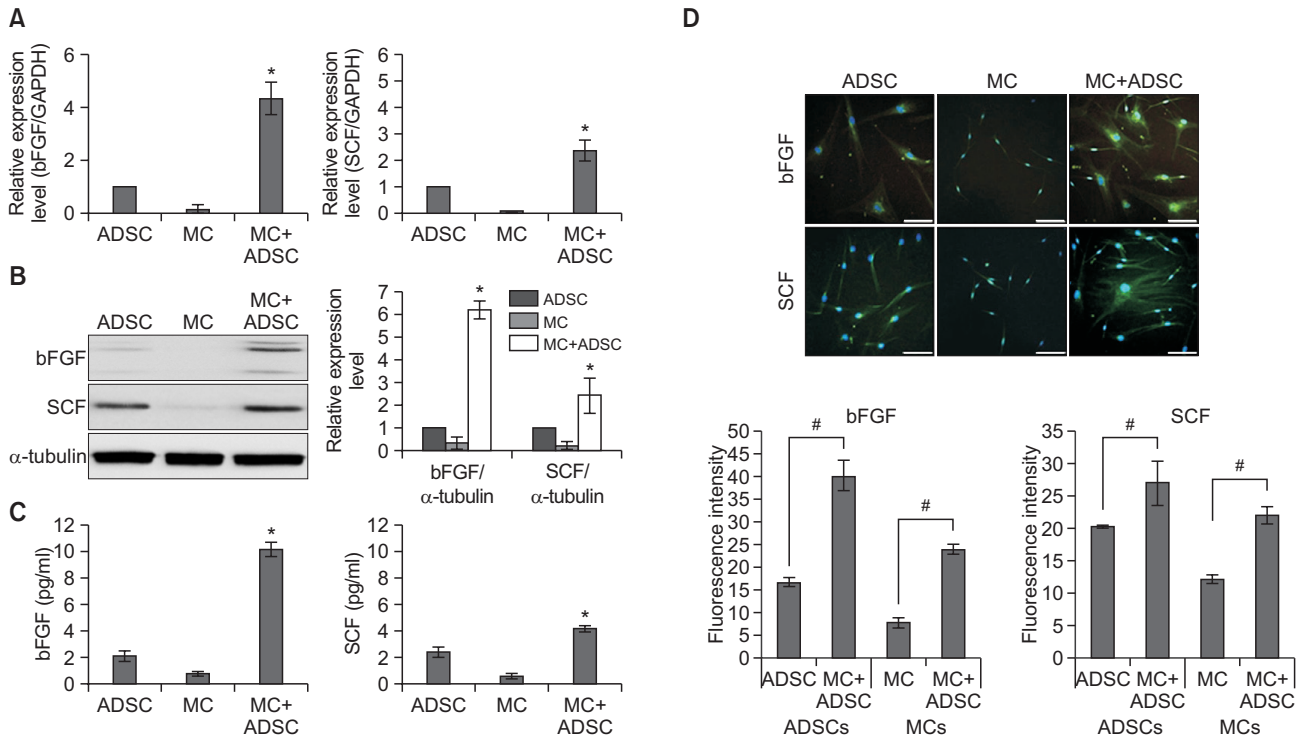 A
Relative expression
level (bFGF/GAPDH)
6
5
4
3
2
1
0
*
ADSC
MC
MC+
ADSC
Relative expression
level (SCF/GAPDH)
6
5
4
3
2
1
0
*
ADSC
MC
MC+
ADSC
B
ADSC
MC
MC+
ADSC
bFGF
SCF
α-tubulin
Relative expression
level
7
6
5
4
3
2
1
0
*
*
ADSC
MC
MC+ADSC
bFGF/
α-tubulin
SCF/
α-tubulin
C
bFGF (pg/ml)
12
10
8
6
4
2
0
*
ADSC
MC
MC+
ADSC
SCF (pg/ml)
12
10
8
6
4
2
0
*
ADSC
MC
MC+
ADSC
D
ADSC
MC
MC+ADSC
bFGF
SCF
bFGF
Fluorescence intensity
50
45
40
35
30
25
20
15
10
5
0
#
#
ADSC
MC+
ADSC
MC
MC+
ADSC
ADSCs
MCs
SCF
Fluorescence intensity
35
30
25
20
15
10
5
0
#
#
ADSC
MC+
ADSC
MC
MC+
ADSC
ADSCs
MCs